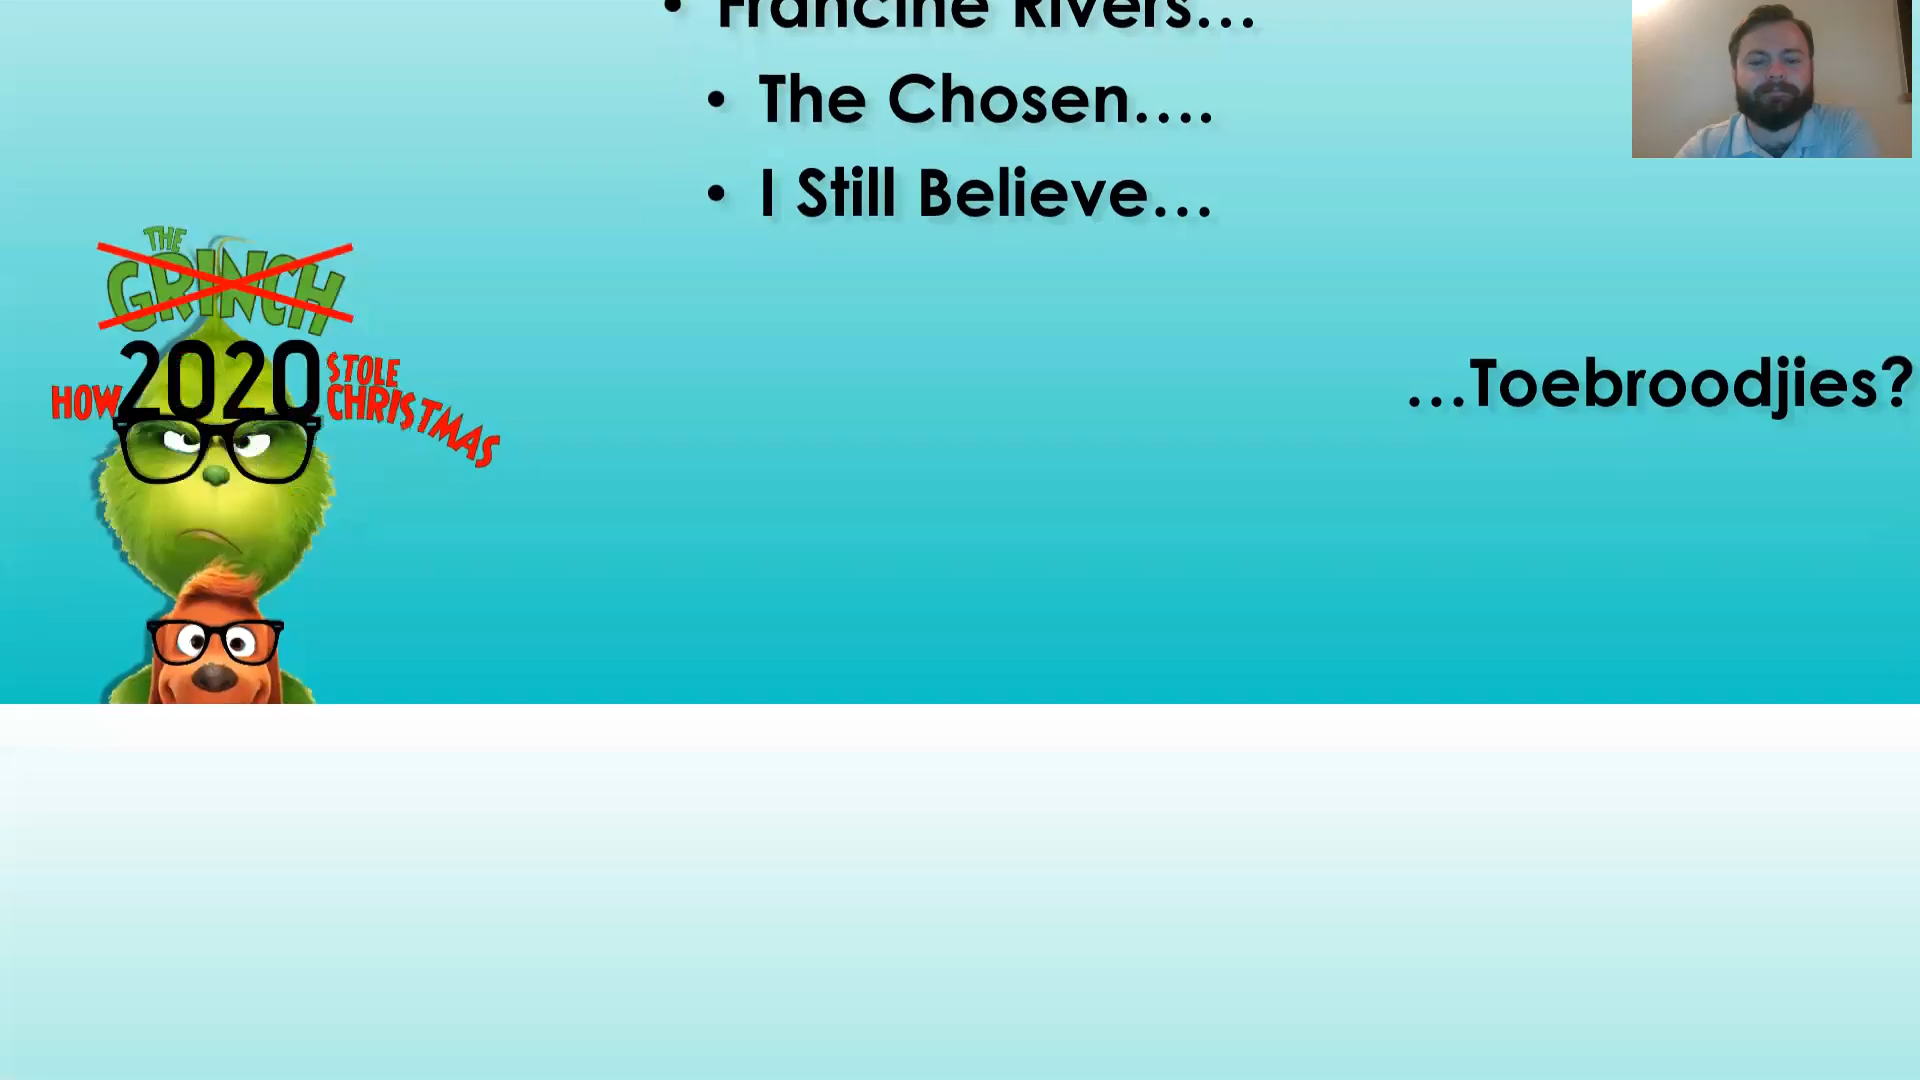 • Francine Rivers...
• The Chosen....
• I Still Believe...
THE
GRINCH
HOW 2020 STOLE
CHRISTMAS
...Toebroodjies?